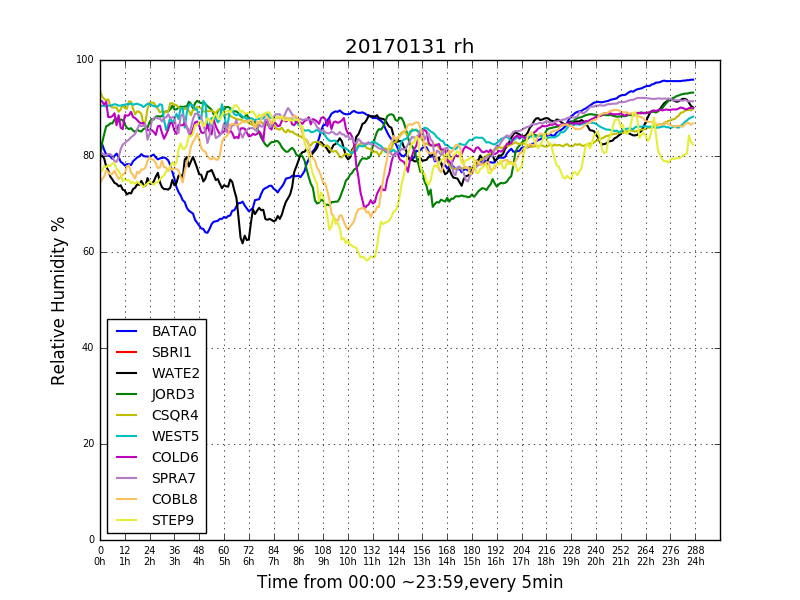 20170131 rh
100
80
60
40
20
0
Relative Humidity %
BATA0
SBRI1
WATE2
JORD3
CSQR4
WEST5
COLD6
SPRA7
COBL8
STEP9
0 12 24 36 48 60 72 84 96 108 120 132 144 156 168 180 192 204 216 228 240 252 264 276 288
0h 1h 2h 3h 4h 5h 6h 7h 8h 9h 10h 11h 12h 13h 14h 15h 16h 17h 18h 19h 20h 21h 22h 23h 24h
Time from 00:00 ~23:59,every 5min